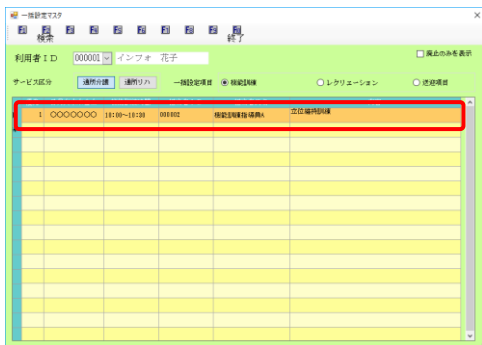 一括設定マスタ
検索 終了
利用者ＩＤ 000001 インフォ 花子 廃止のみを表示
サービス区分 通所介護 通所リハ 一括設定項目 機能訓練 レクリエーション 送迎項目
1 ○○○○○○○ 10:00～10:30 000002 機能訓練指導員A 立位維持訓練